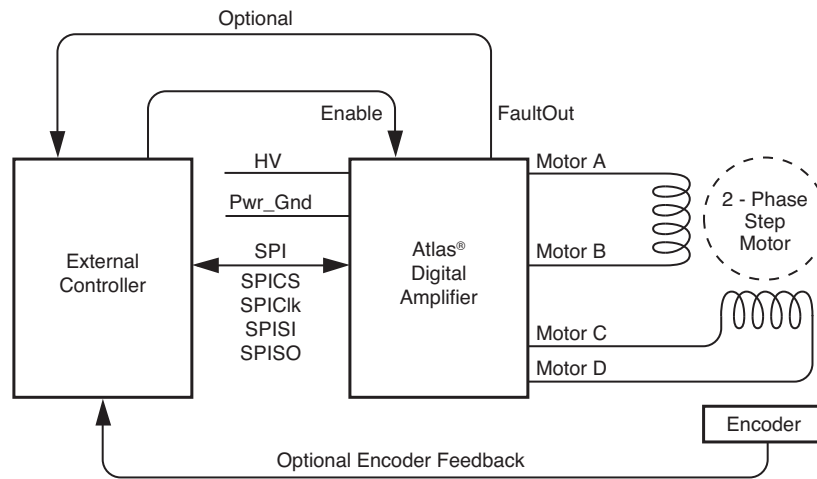 Optional
Enable
FaultOut
HV
Motor A
Pwr_Gnd
2 - Phase
Step
Motor
External
Controller
SPI
SPICS
SPIClk
SPISI
SPISO
Atlas®
Digital
Amplifier
Motor B
Motor C
Motor D
Encoder
Optional Encoder Feedback